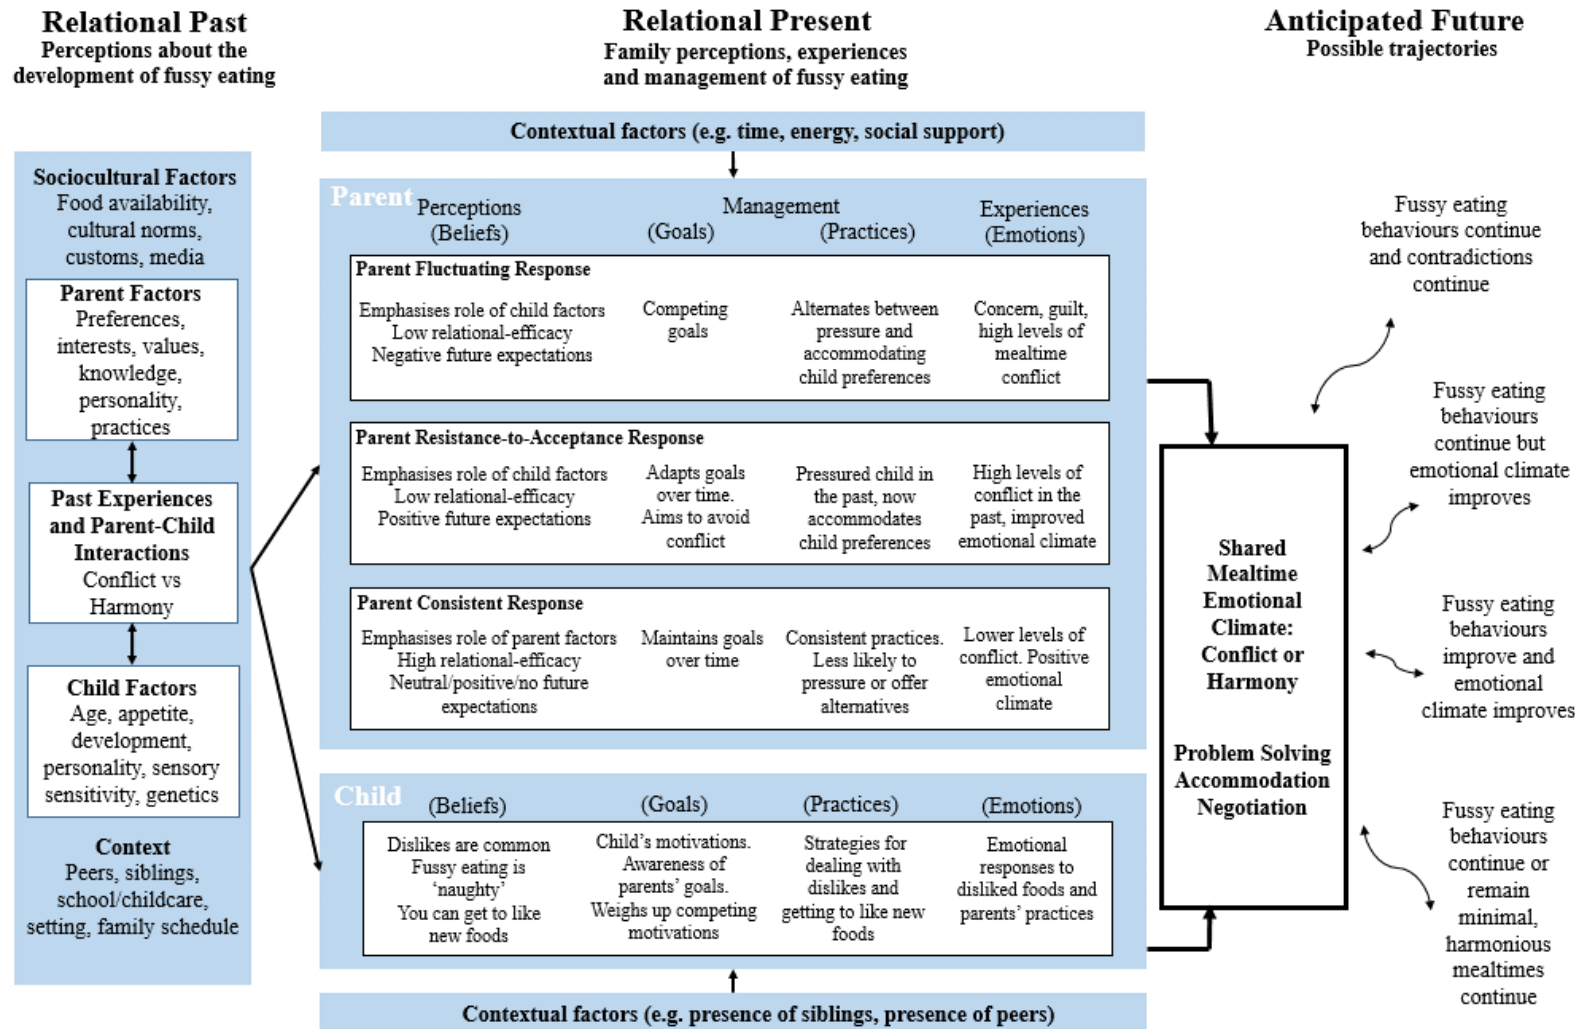 Relational Past
Perceptions about the
development of fussy eating
Relational Present
Family perceptions, experiences
and management of fussy eating
Anticipated Future
Possible trajectories
Sociocultural Factors
Food availability,
cultural norms,
customs, media
Parent Factors
Preferences,
interests, values,
knowledge,
personality,
practices
Past Experiences
and Parent-Child
Interactions
Conflict vs
Harmony
Child Factors
Age, appetite,
development,
personality, sensory
sensitivity, genetics
Context
Peers, siblings,
school/childcare,
setting, family schedule
Contextual factors (e.g. time, energy, social support)
Parent
Perceptions
(Beliefs)
Management
(Goals)
(Practices)
Experiences
(Emotions)
Parent Fluctuating Response
Emphasises role of child factors
Low relational-efficacy
Negative future expectations
Competing
goals
Alternates between
pressure and
accommodating
child preferences
Concern, guilt,
high levels of
mealtime
conflict
Parent Resistance-to-Acceptance Response
Emphasises role of child factors
Low relational-efficacy
Positive future expectations
Adapts goals
over time.
Aims to avoid
conflict
Pressured child in
the past, now
accommodates
child preferences
High levels of
conflict in the
past, improved
emotional climate
Parent Consistent Response
Emphasises role of parent factors
High relational-efficacy
Neutral/positive/no future
expectations
Maintains goals
over time
Consistent practices.
Less likely to
pressure or offer
alternatives
Lower levels of
conflict. Positive
emotional
climate
Child
(Beliefs)
(Goals)
(Practices)
(Emotions)
Dislikes are common
Fussy eating is
‘naughty’
You can get to like
new foods
Child’s motivations.
Awareness of
parents’ goals.
Weighs up competing
motivations
Strategies for
dealing with
dislikes and
getting to like new
foods
Emotional
responses to
disliked foods and
parents’ practices
Contextual factors (e.g. presence of siblings, presence of peers)
Shared
Mealtime
Emotional
Climate:
Conflict or
Harmony
Problem Solving
Accommodation
Negotiation
Fussy eating
behaviours continue
and contradictions
continue
Fussy eating
behaviours
continue but
emotional climate
improves
Fussy eating
behaviours
improve and
emotional
climate improves
Fussy eating
behaviours
continue or
remain
minimal,
harmonious
mealtimes
continue